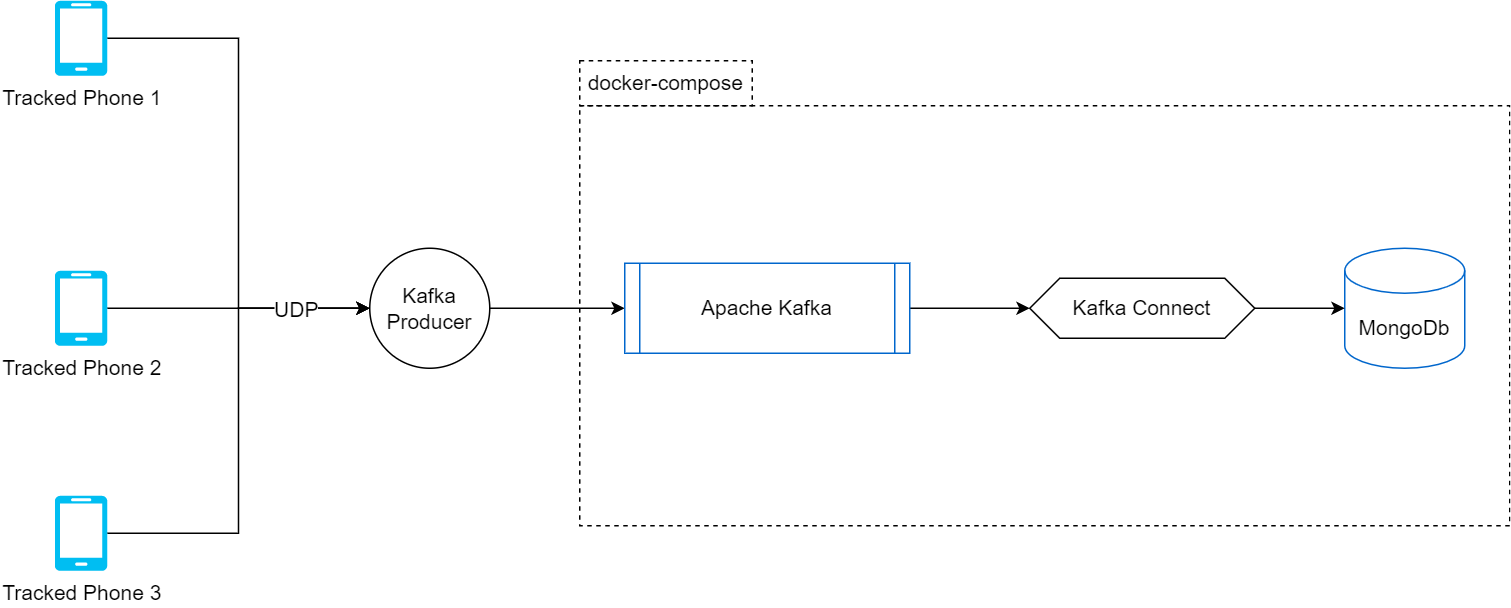 Tracked Phone 1
docker-compose
Tracked Phone 2
UDP
Kafka
Producer
Apache Kafka
Kafka Connect
MongoDb
Tracked Phone 3